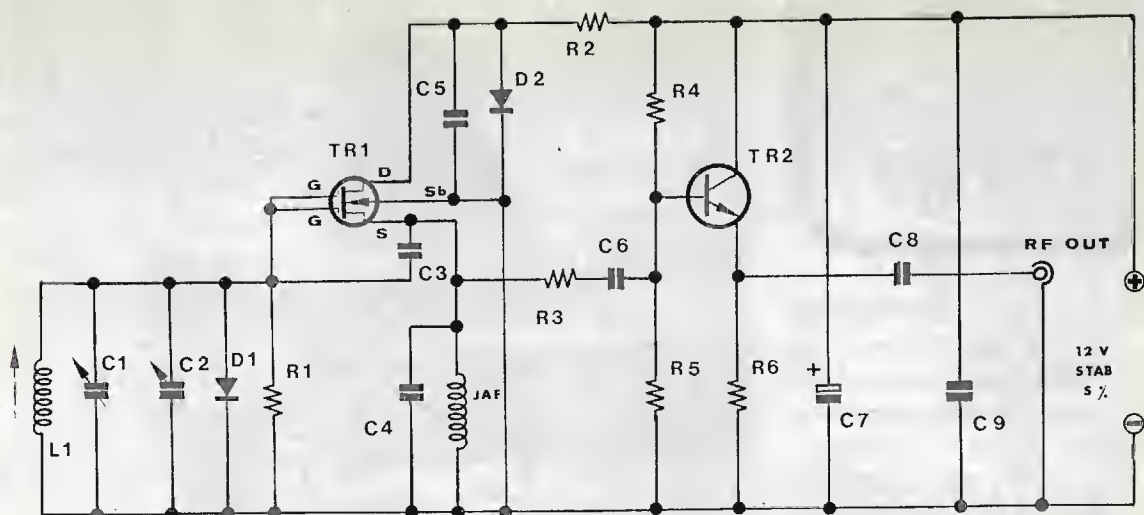 R2
C5
D2
R4
TR1
TR2
D
G
Sb
G
S
C3
C6
C8
RF OUT
+
R3
C1
C2
D1
R1
C4
JAF
R5
R6
+
C7
C9
12 V
STAB
5 %
L1
−